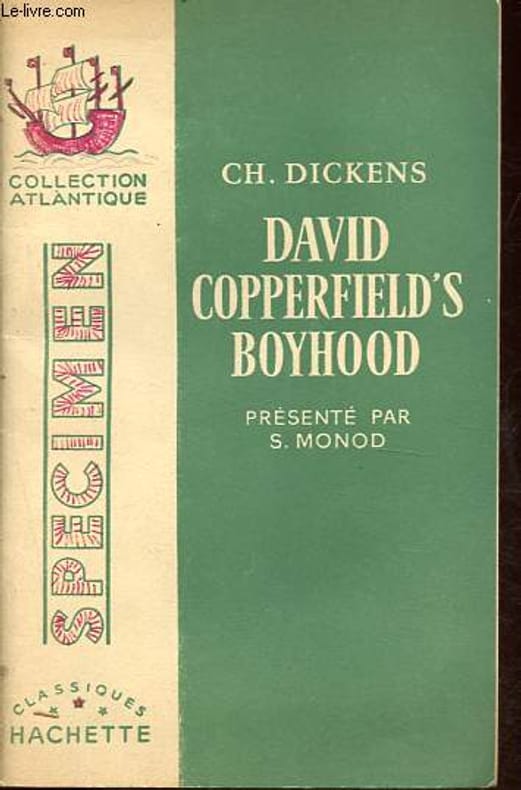 Le-livre.com
COLLECTION
ATLANTIQUE
SPECIMEN
CLASSIQUES
HACHETTE
CH. DICKENS
DAVID
COPPERFIELD'S
BOYHOOD
PRÉSENTÉ PAR
S. MONOD